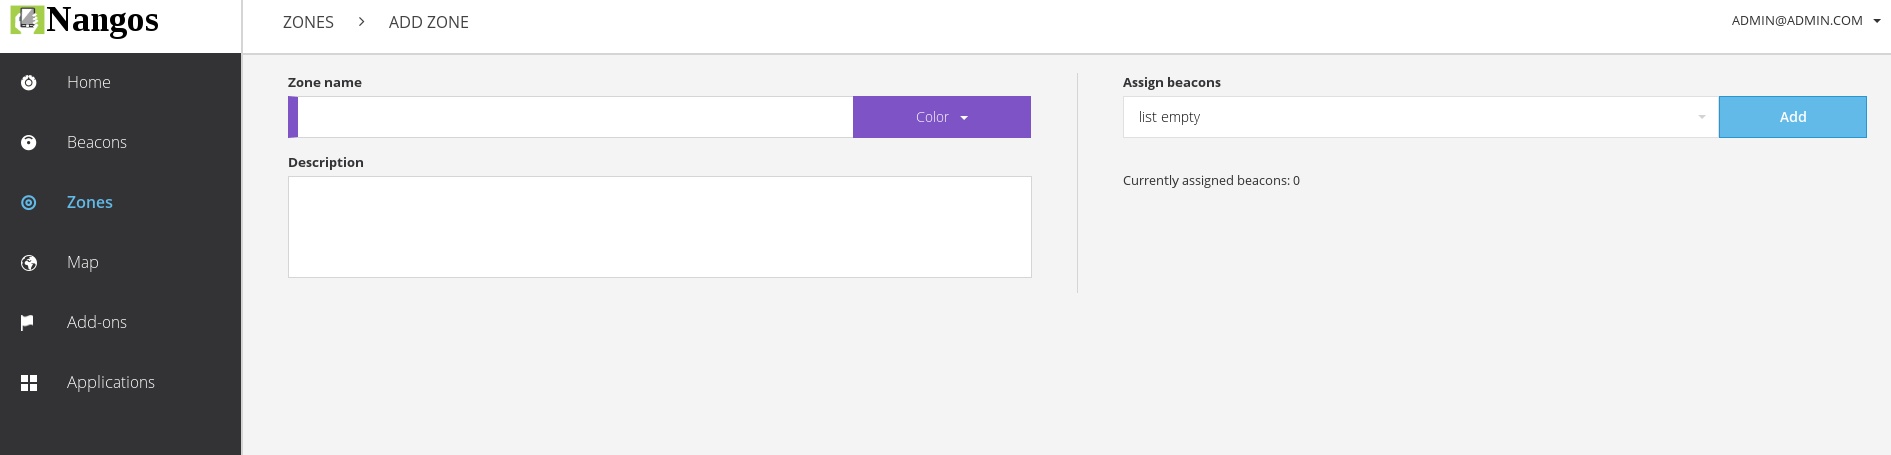 Nangos
ZONES > ADD ZONE
ADMIN@ADMIN.COM
Home
Beacons
Zones
Map
Add-ons
Applications
Zone name
Color
Description
Assign beacons
list empty
Add
Currently assigned beacons: 0